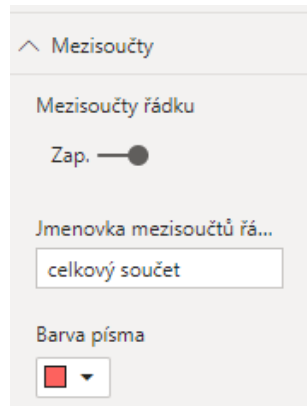 Mezisoučty
Mezisoučty řádku
Zap.
Jmenovka mezisoučtů řá...
celkový součet
Barva písma